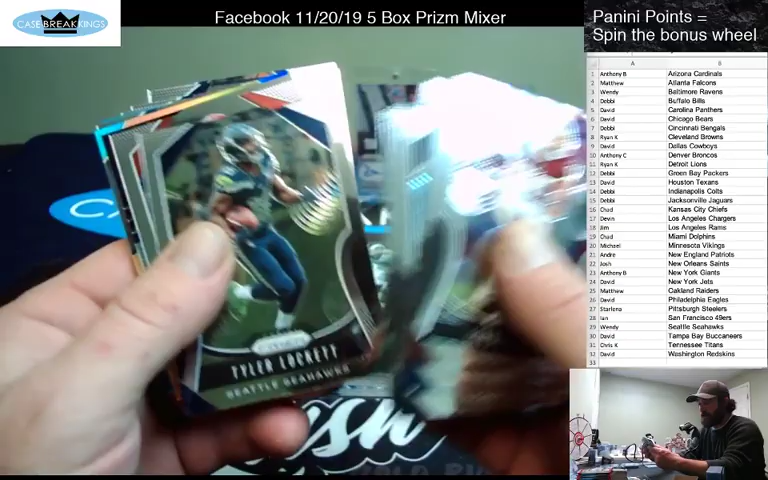 CASE BREAK KINGS
Facebook 11/20/19 5 Box Prizm Mixer
Panini Points =
Spin the bonus wheel
A B
1 Anthony B Arizona Cardinals
2 Matthew Atlanta Falcons
3 Wendy Baltimore Ravens
4 Debbi Buffalo Bills
5 David Carolina Panthers
6 David Chicago Bears
7 Debbi Cincinnati Bengals
8 Ryan K Cleveland Browns
9 David Dallas Cowboys
10 Anthony C Denver Broncos
11 Ryan K Detroit Lions
12 Debbi Green Bay Packers
13 David Houston Texans
14 Debbi Indianapolis Colts
15 Debbi Jacksonville Jaguars
16 Chad Kansas City Chiefs
17 Devin Los Angeles Chargers
18 Jim Los Angeles Rams
19 Chad Miami Dolphins
20 Michael Minnesota Vikings
21 Andre New England Patriots
22 Josh New Orleans Saints
23 Anthony B New York Giants
24 David New York Jets
25 Matthew Oakland Raiders
26 David Philadelphia Eagles
27 Starlena Pittsburgh Steelers
28 Ian San Francisco 49ers
29 Wendy Seattle Seahawks
30 David Tampa Bay Buccaneers
31 Chris K Tennessee Titans
32 David Washington Redskins
33
TYLER LOCKETT
SEATTLE SEAHAWKS